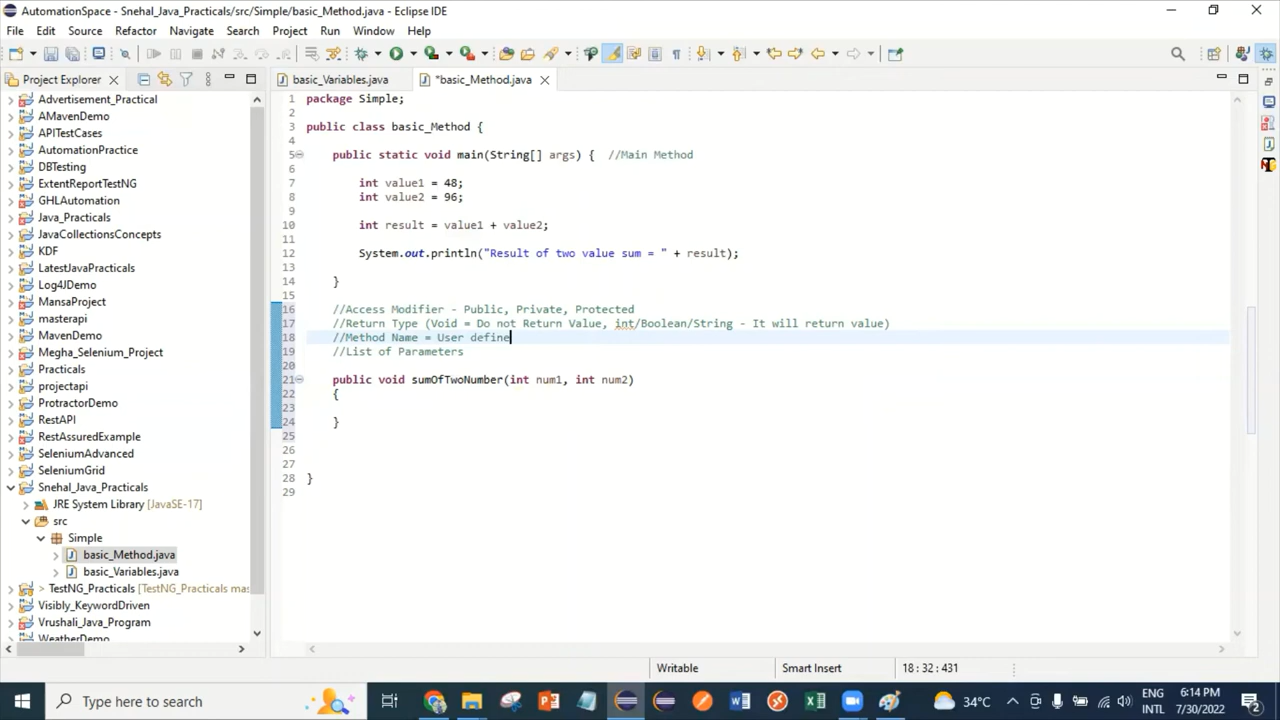 AutomationSpace - Snehal_Java_Practicals/src/Simple/basic_Method.java - Eclipse IDE
File Edit Source Refactor Navigate Search Project Run Window Help
Project Explorer
basic_Variables.java
*basic_Method.java
Advertisement_Practical
AMavenDemo
APITestCases
AutomationPractice
DBTesting
ExtentReportTestNG
GHLAutomation
Java_Practicals
JavaCollectionsConcepts
KDF
LatestJavaPracticals
Log4JDemo
MansaProject
masterapi
MavenDemo
Megha_Selenium_Project
Practicals
projectapi
ProtractorDemo
RestAPI
RestAssuredExample
SeleniumAdvanced
SeleniumGrid
Snehal_Java_Practicals
JRE System Library [JavaSE-17]
src
Simple
basic_Method.java
basic_Variables.java
> TestNG_Practicals [TestNG_Practicals mas
Visibly_KeywordDriven
Vrushali_Java_Program
WeatherDemo
1 package Simple;
2
3 public class basic_Method {
4
5 public static void main(String[] args) { //Main Method
6
7 int value1 = 48;
8 int value2 = 96;
9
10 int result = value1 + value2;
11
12 System.out.println("Result of two value sum = " + result);
13
14 }
15
16 //Access Modifier - Public, Private, Protected
17 //Return Type (Void = Do not Return Value, int/Boolean/String - It will return value)
18 //Method Name = User define
19 //List of Parameters
20
21 public void sumOfTwoNumber(int num1, int num2)
22 {
23
24 }
25
26
27
28 }
29
Writable
Smart Insert
18 : 32 : 431
Type here to search
34°C
ENG
INTL
6:14 PM
7/30/2022
2